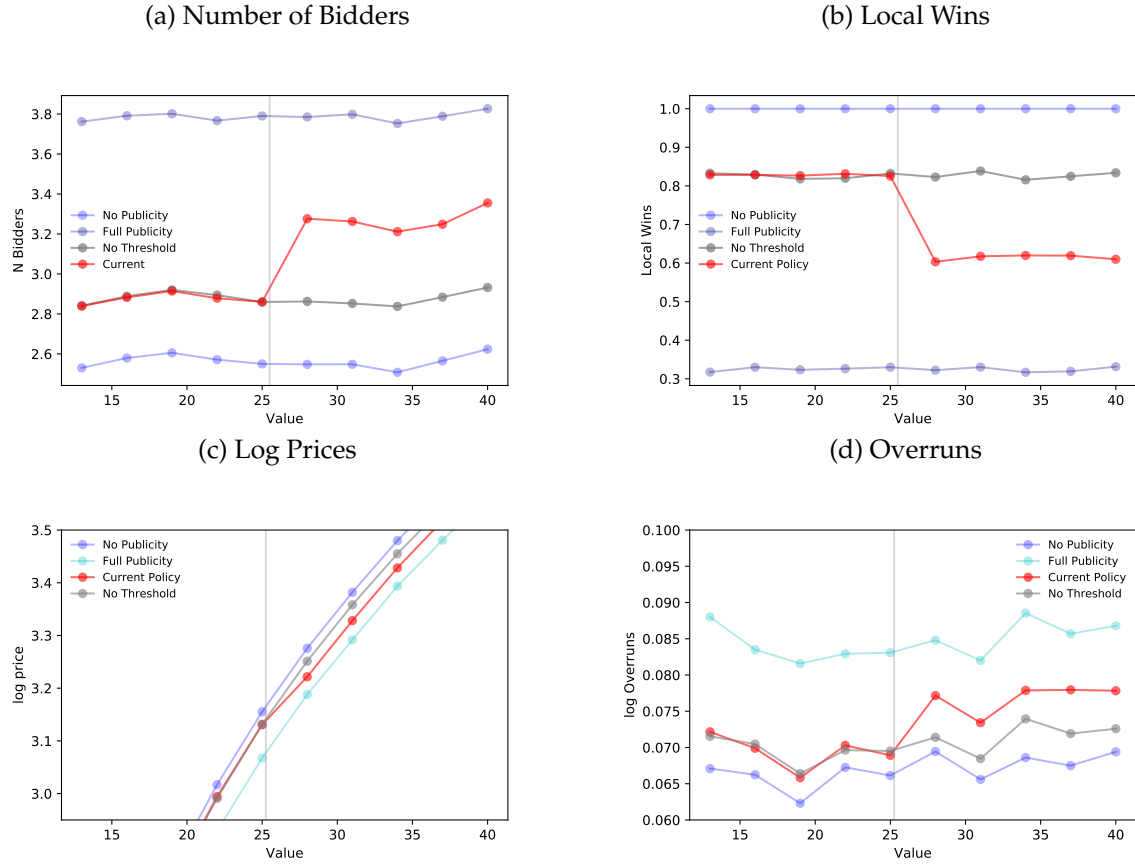 (a) Number of Bidders
3.8
3.6
3.4
3.2
3.0
2.8
2.6
N Bidders
No Publicity
Full Publicity
No Threshold
Current
15 20 25 30 35 40
Value
(b) Local Wins
1.0
0.9
0.8
0.7
0.6
0.5
0.4
0.3
Local Wins
No Publicity
Full Publicity
No Threshold
Current Policy
15 20 25 30 35 40
Value
(c) Log Prices
3.5
3.4
3.3
3.2
3.1
3.0
log price
No Publicity
Full Publicity
Current Policy
No Threshold
15 20 25 30 35 40
Value
(d) Overruns
0.100
0.095
0.090
0.085
0.080
0.075
0.070
0.065
0.060
log Overruns
No Publicity
Full Publicity
Current Policy
No Threshold
15 20 25 30 35 40
Value